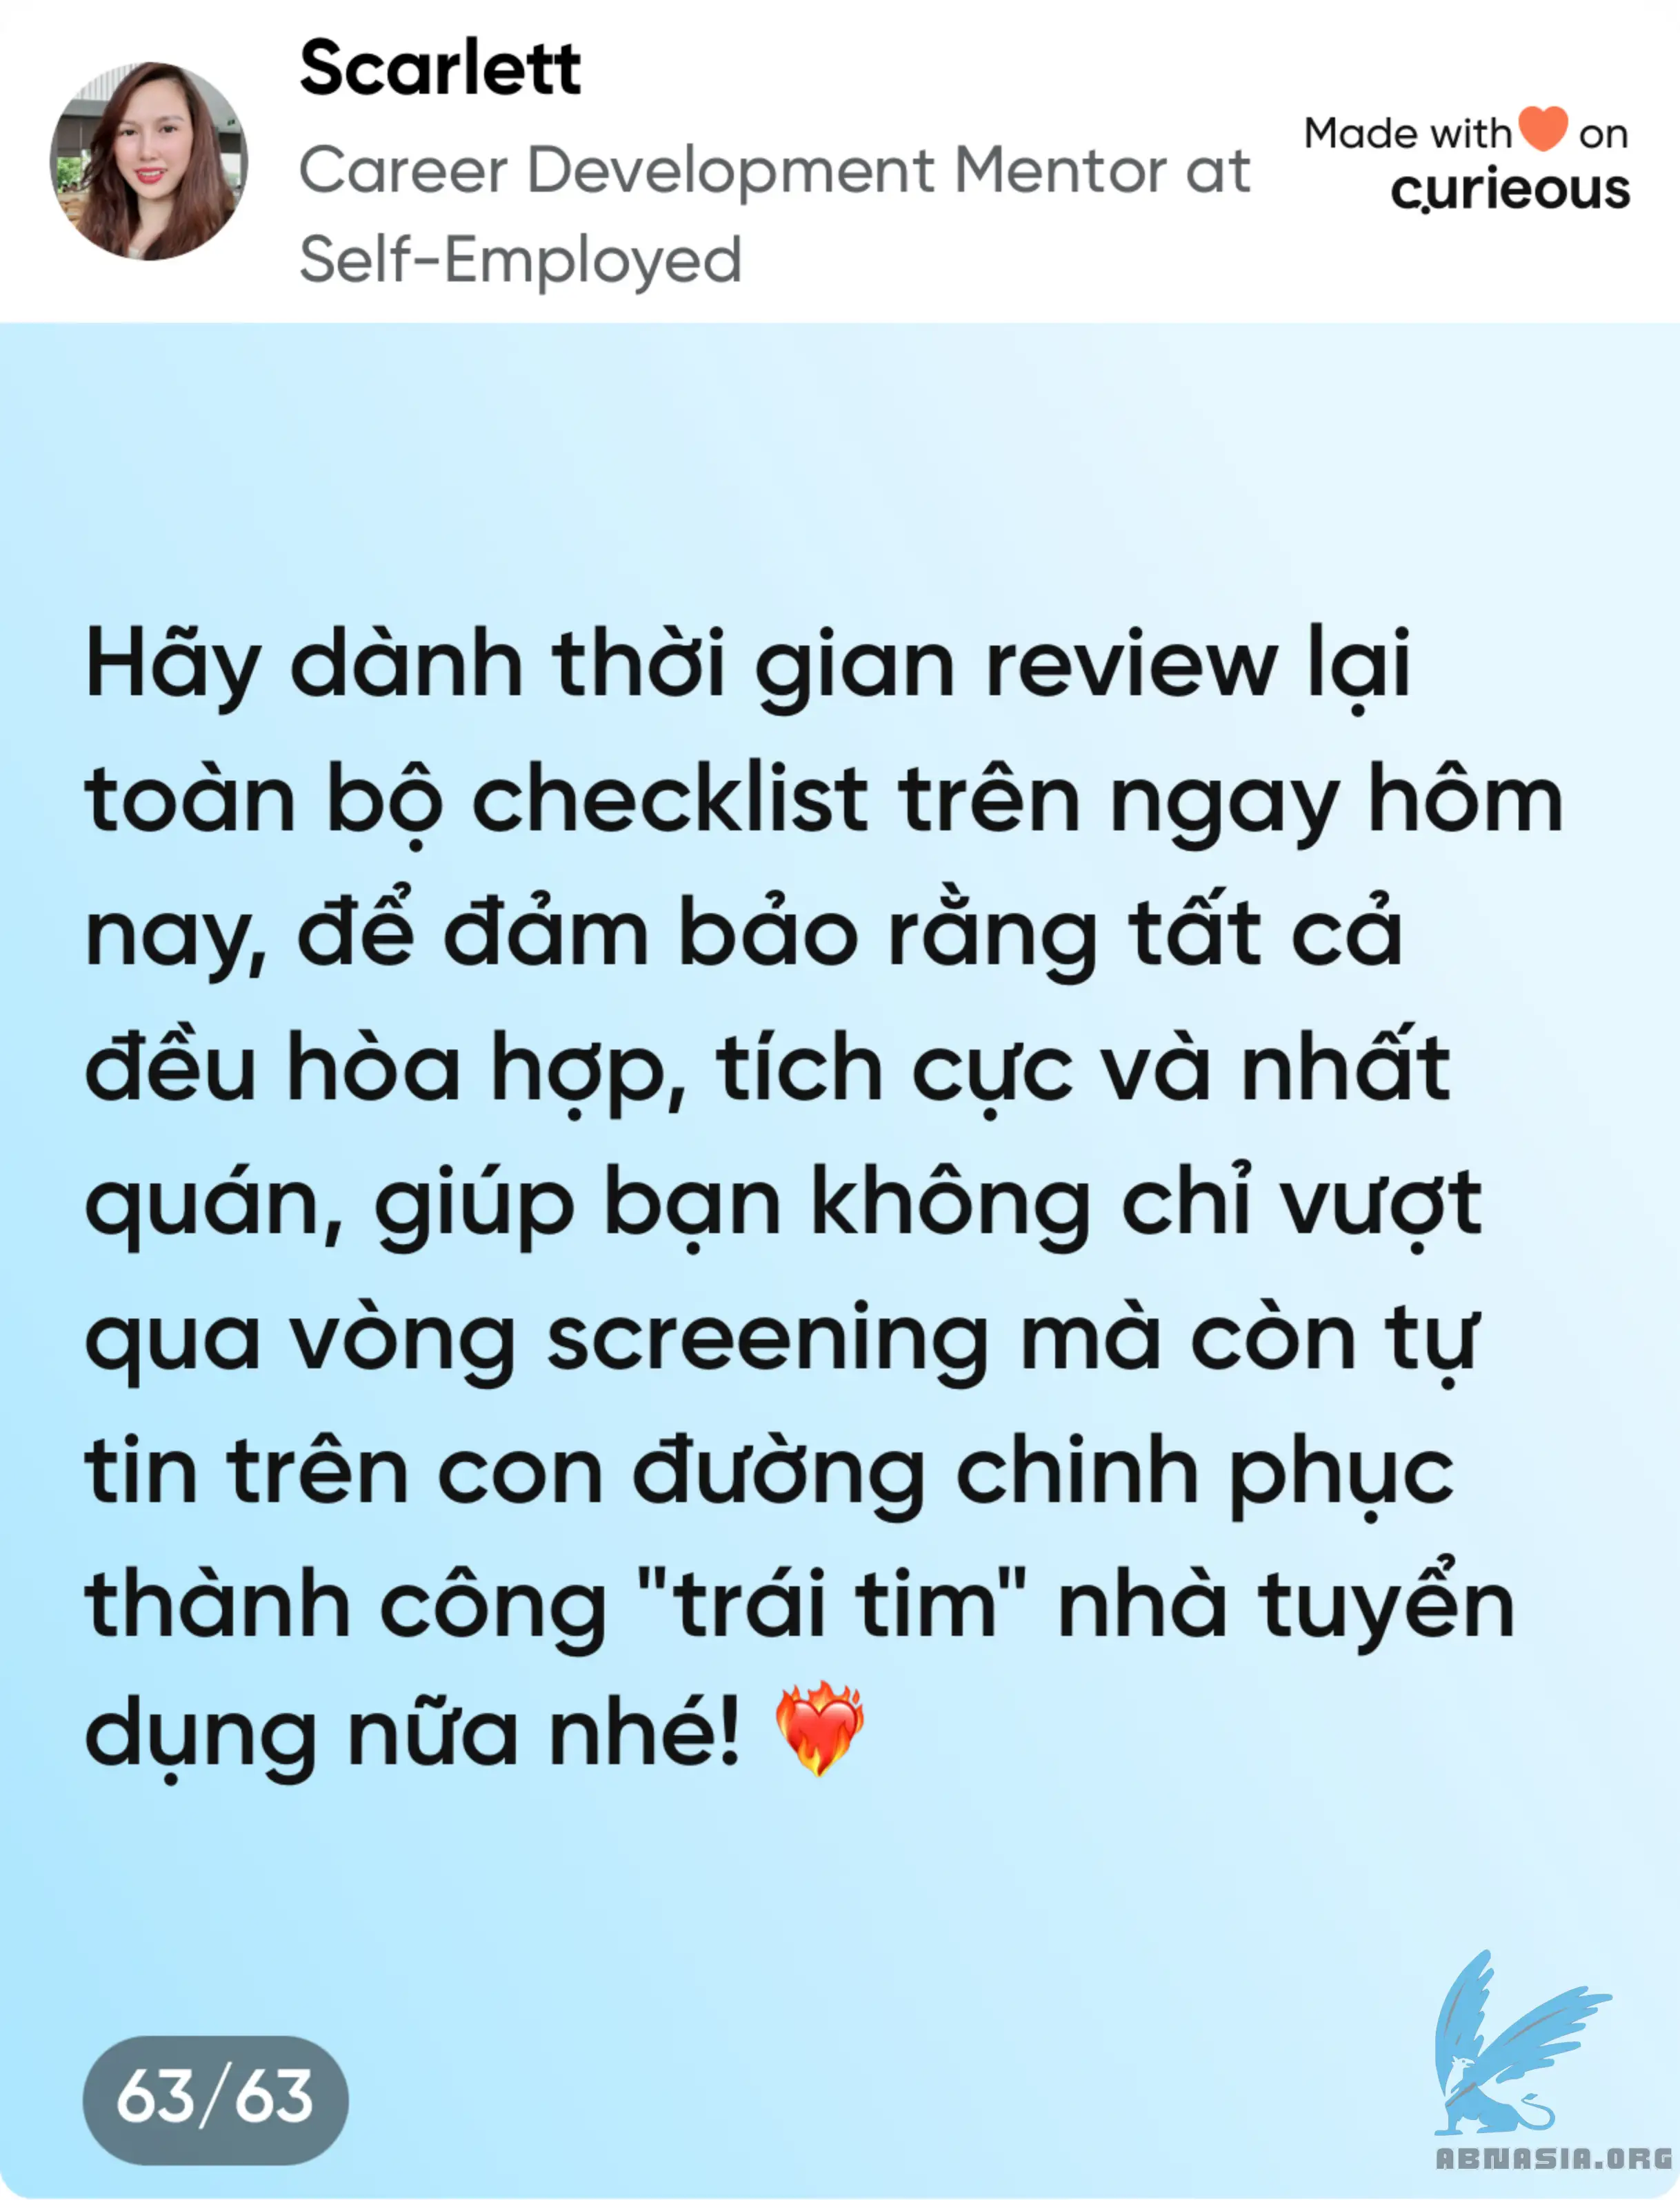 Scarlett
Career Development Mentor at
Self-Employed
Made with ❤ on
curieous
Hãy dành thời gian review lại
toàn bộ checklist trên ngay hôm
nay, để đảm bảo rằng tất cả
đều hòa hợp, tích cực và nhất
quán, giúp bạn không chỉ vượt
qua vòng screening mà còn tự
tin trên con đường chinh phục
thành công "trái tim" nhà tuyển
dụng nữa nhé! ❤️‍🔥
63/63
ABNASIA.ORG